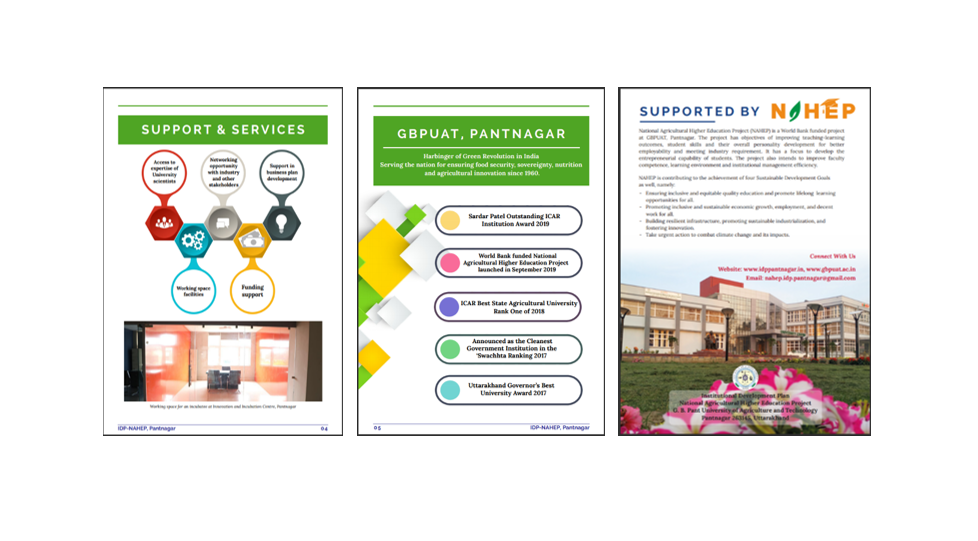 SUPPORT & SERVICES
Access to
expertise of
University
scientists
Networking
opportunity
with industry
and other
stakeholders
Support in
business plan
development
Working space
facilities
Funding
support
Working space for an incubatee at Innovation and Incubation Centre, Pantnagar
IDP-NAHEP, Pantnagar
04
GBPUAT, PANTNAGAR
Harbinger of Green Revolution in India
Serving the nation for ensuring food security, sovereignty, nutrition
and agricultural innovation since 1960.
Sardar Patel Outstanding ICAR
Institution Award 2019
World Bank funded National
Agricultural Higher Education Project
launched in September 2019
ICAR Best State Agricultural University
Rank One of 2018
Announced as the Cleanest
Government Institution in the
'Swachhta Ranking 2017
Uttarakhand Governor's Best
University Award 2017
05
IDP-NAHEP, Pantnagar
SUPPORTED BY NAHEP
National Agricultural Higher Education Project (NAHEP) is a World Bank funded project
at GBPUAT, Pantnagar. The project has objectives of improving teaching-learning
outcomes, student skills and their overall personality development for better
employability and meeting industry requirement. It has a focus to develop the
entrepreneurial capability of students. The project also intends to improve faculty
competence, learning environment and institutional management efficiency.
NAHEP is contributing to the achievement of four Sustainable Development Goals
as well, namely:
- Ensuring inclusive and equitable quality education and promote lifelong learning
opportunities for all.
- Promoting inclusive and sustainable economic growth, employment, and decent
work for all.
- Building resilient infrastructure, promoting sustainable industrialization, and
fostering innovation.
- Take urgent action to combat climate change and its impacts.
Connect With Us
Website: www.idppantnagar.in, www.gbpuat.ac.in
Email: nahep.idp.pantnagar@gmail.com
Institutional Development Plan
National Agricultural Higher Education Project
G. B. Pant University of Agriculture and Technology
Pantnagar 263145, Uttarakhand